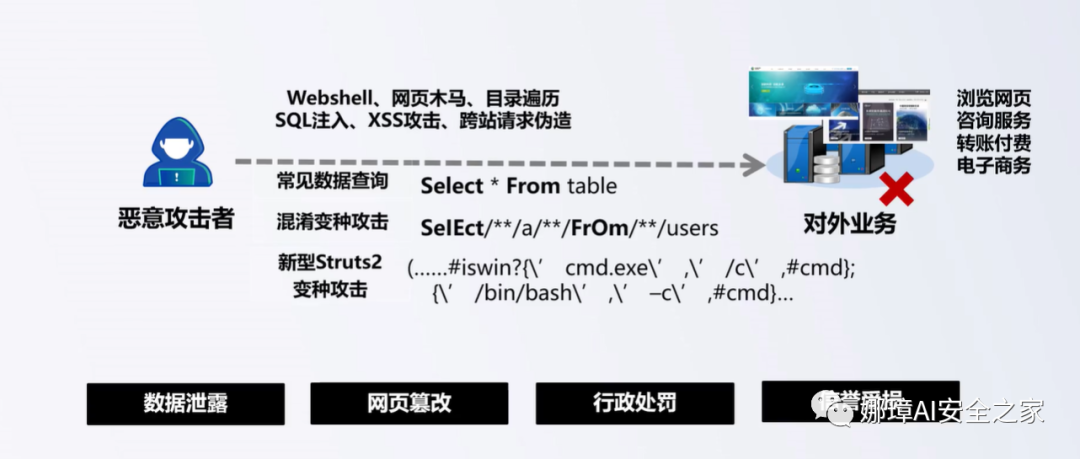 Webshell、网页木马、目录遍历
SQL注入、XSS攻击、跨站请求伪造
浏览网页
咨询服务
转账付费
电子商务
常见数据查询 Select * From table
恶意攻击者
混淆变种攻击 SelEct/**/a/**/FrOm/**/users
对外业务
新型Struts2
变种攻击
(......#iswin?{\’ cmd.exe\’ ,\’ /c\’ ,#cmd};
{\’ /bin/bash\’ ,\’ –c\’ ,#cmd}...
数据泄露
网页篡改
行政处罚
娜璋AI安全之家